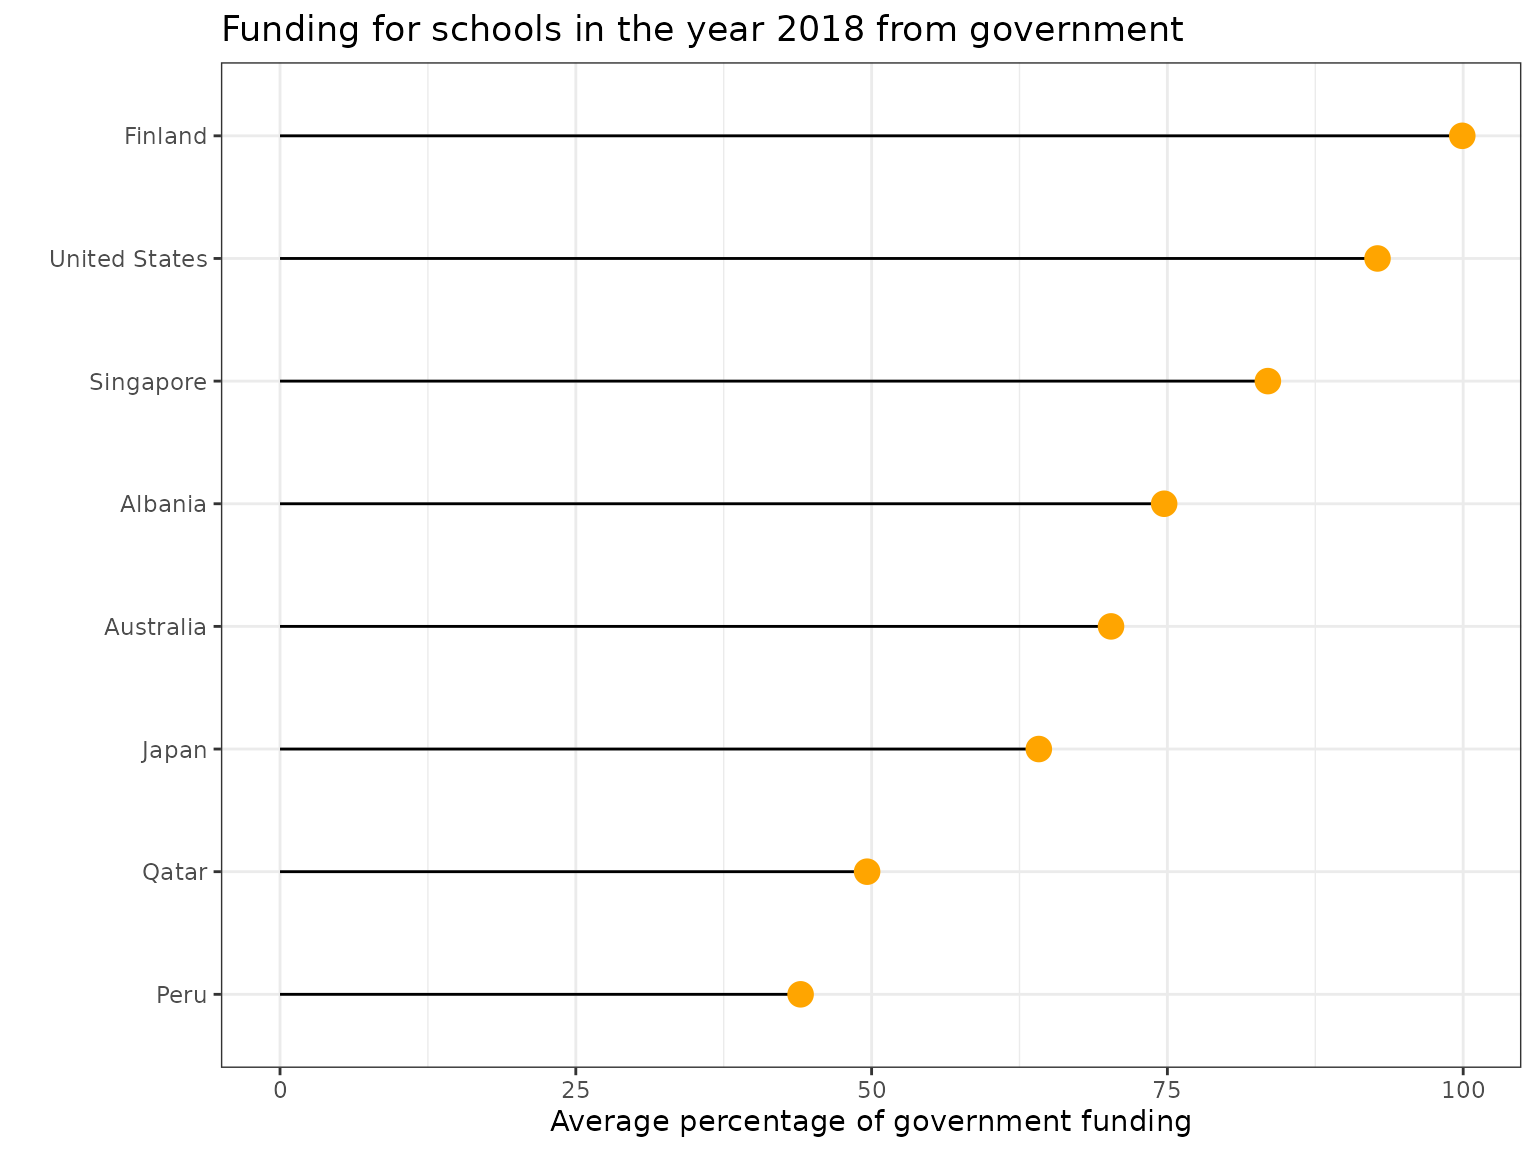 Funding for schools in the year 2018 from government
Finland
United States
Singapore
Albania
Australia
Japan
Qatar
Peru
0 25 50 75 100
Average percentage of government funding